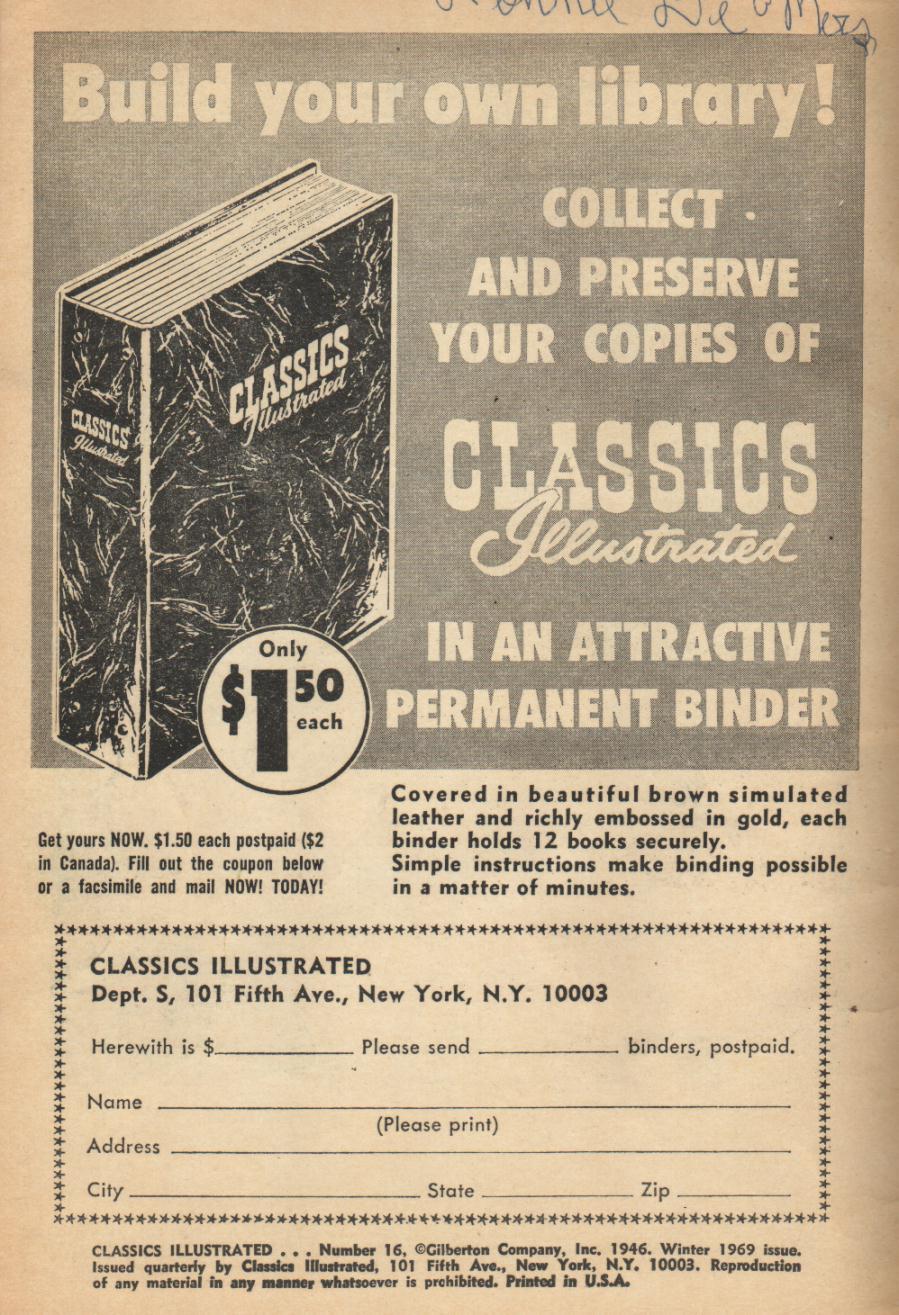 Build your own library!
COLLECT
AND PRESERVE
YOUR COPIES OF
CLASSICS
Illustrated
IN AN ATTRACTIVE
PERMANENT BINDER
CLASSICS
Illustrated
CLASSICS
Illustrated
Only
$1.50
each
Get yours NOW. $1.50 each postpaid ($2
in Canada). Fill out the coupon below
or a facsimile and mail NOW! TODAY!
Covered in beautiful brown simulated
leather and richly embossed in gold, each
binder holds 12 books securely.
Simple instructions make binding possible
in a matter of minutes.
CLASSICS ILLUSTRATED
Dept. S, 101 Fifth Ave., New York, N.Y. 10003
Herewith is $____________ Please send ____________ binders, postpaid.
Name
(Please print)
Address
City ____________ State ____________ Zip ____________
CLASSICS ILLUSTRATED . . . Number 16, ©Gilberton Company, Inc. 1946. Winter 1969 issue.
Issued quarterly by Classics Illustrated, 101 Fifth Ave., New York, N.Y. 10003. Reproduction
of any material in any manner whatsoever is prohibited. Printed in U.S.A.